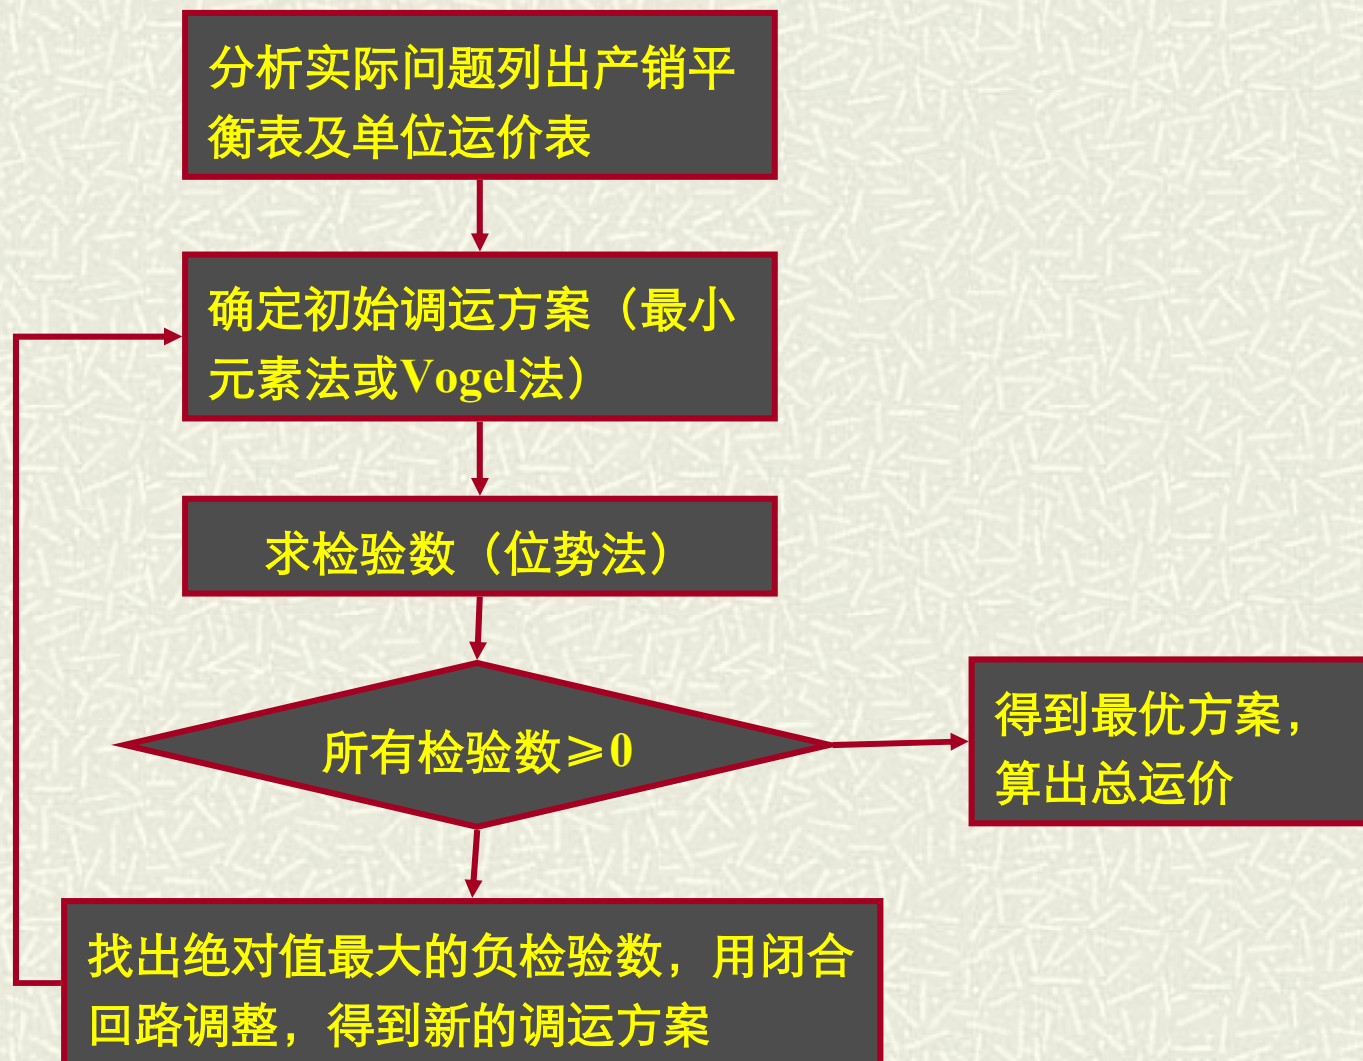 分析实际问题列出产销平
衡表及单位运价表
确定初始调运方案（最小
元素法或Vogel法）
求检验数（位势法）
所有检验数≥0
得到最优方案，
算出总运价
找出绝对值最大的负检验数，用闭合
回路调整，得到新的调运方案